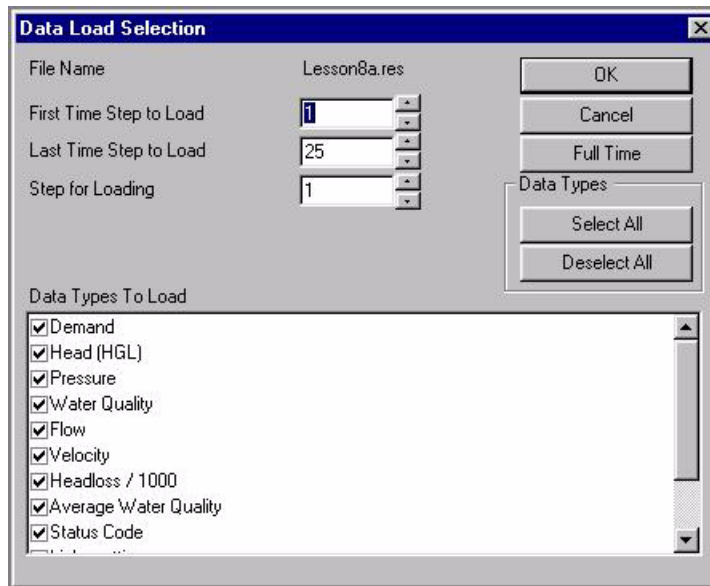 Data Load Selection
File Name Lesson8a.res
OK
First Time Step to Load 1
Cancel
Last Time Step to Load 25
Full Time
Step for Loading 1
Data Types
Select All
Deselect All
Data Types To Load
Demand
Head (HGL)
Pressure
Water Quality
Flow
Velocity
Headloss / 1000
Average Water Quality
Status Code